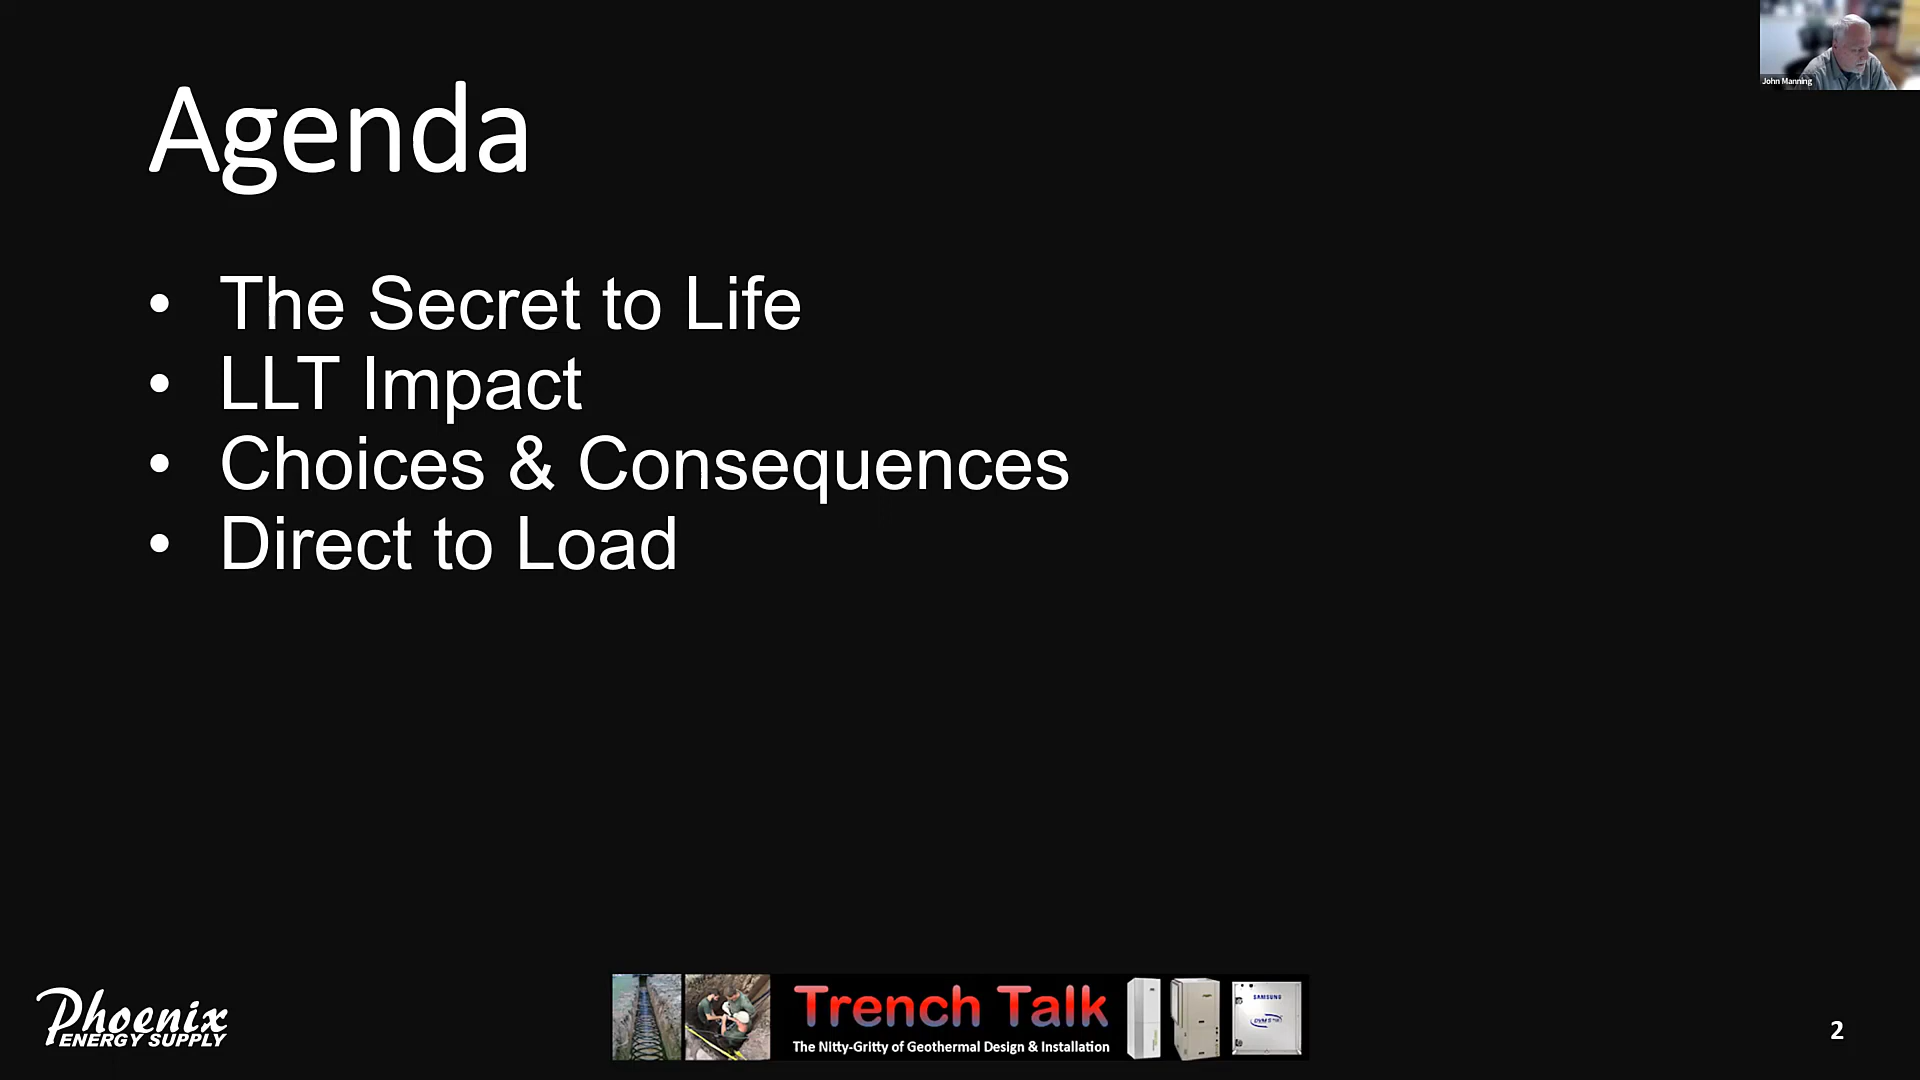 John Manning
Agenda
• The Secret to Life
• LLT Impact
• Choices & Consequences
• Direct to Load
Phoenix
ENERGY SUPPLY
Trench Talk
The Nitty-Gritty of Geothermal Design & Installation
SAMSUNG
2